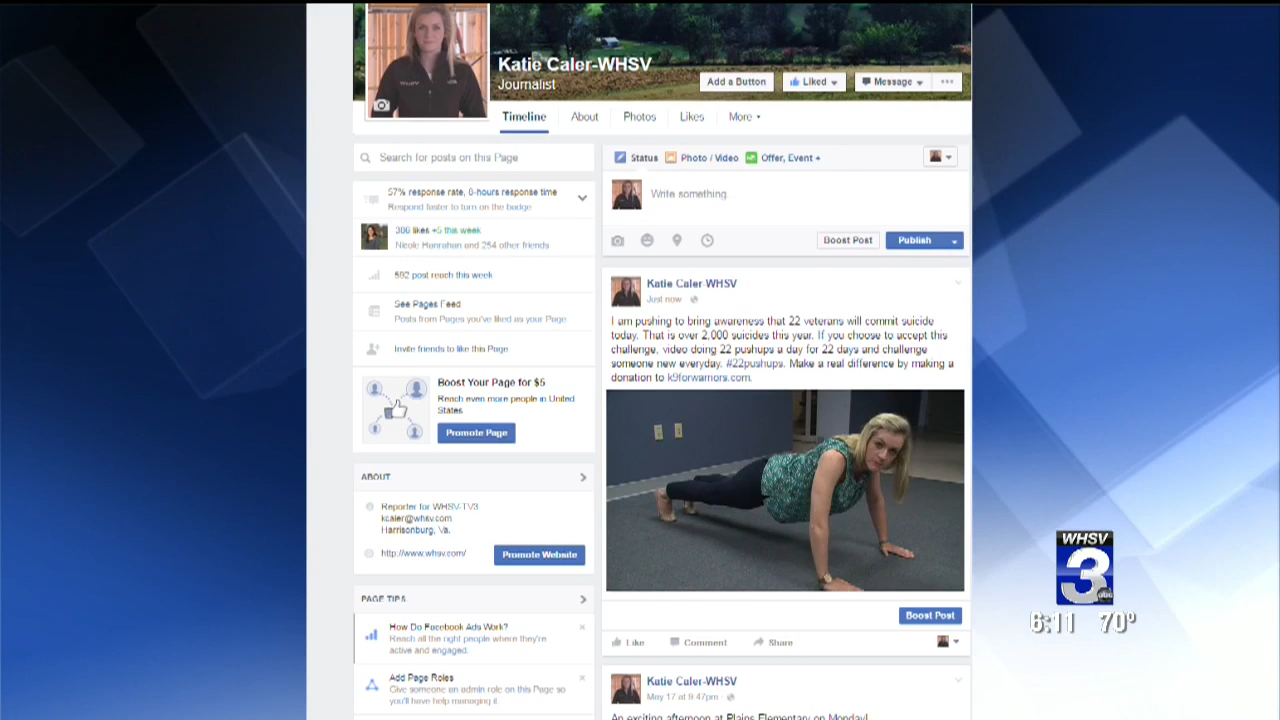 Katie Caler-WHSV
Journalist
Add a Button
Liked
Message
Timeline
About
Photos
Likes
More
Search for posts on this Page
57% response rate, 0-hours response time
Respond faster to turn on the badge
386 likes +5 this week
Nicole Hanrahan and 254 other friends
592 post reach this week
See Pages Feed
Posts from Pages you've liked as your Page
Invite friends to like this Page
Boost Your Page for $5
Reach even more people in United
States
Promote Page
ABOUT
Reporter for WHSV-TV3
kcaler@whsv.com
Harrisonburg, Va.
http://www.whsv.com/
Promote Website
PAGE TIPS
How Do Facebook Ads Work?
Reach all the right people where they're
active and engaged.
Add Page Roles
Give someone an admin role on this Page so
you'll have help managing it.
Status
Photo / Video
Offer, Event +
Write something...
Boost Post
Publish
Katie Caler-WHSV
Just now
I am pushing to bring awareness that 22 veterans will commit suicide
today. That is over 2,000 suicides this year. If you choose to accept this
challenge, video doing 22 pushups a day for 22 days and challenge
someone new everyday. #22pushups. Make a real difference by making a
donation to k9forwarriors.com.
Boost Post
Like
Comment
Share
Katie Caler-WHSV
May 17 at 9:47pm
An exciting afternoon at Plains Elementary on Monday!
WHSV
3
abc
6:11 70°